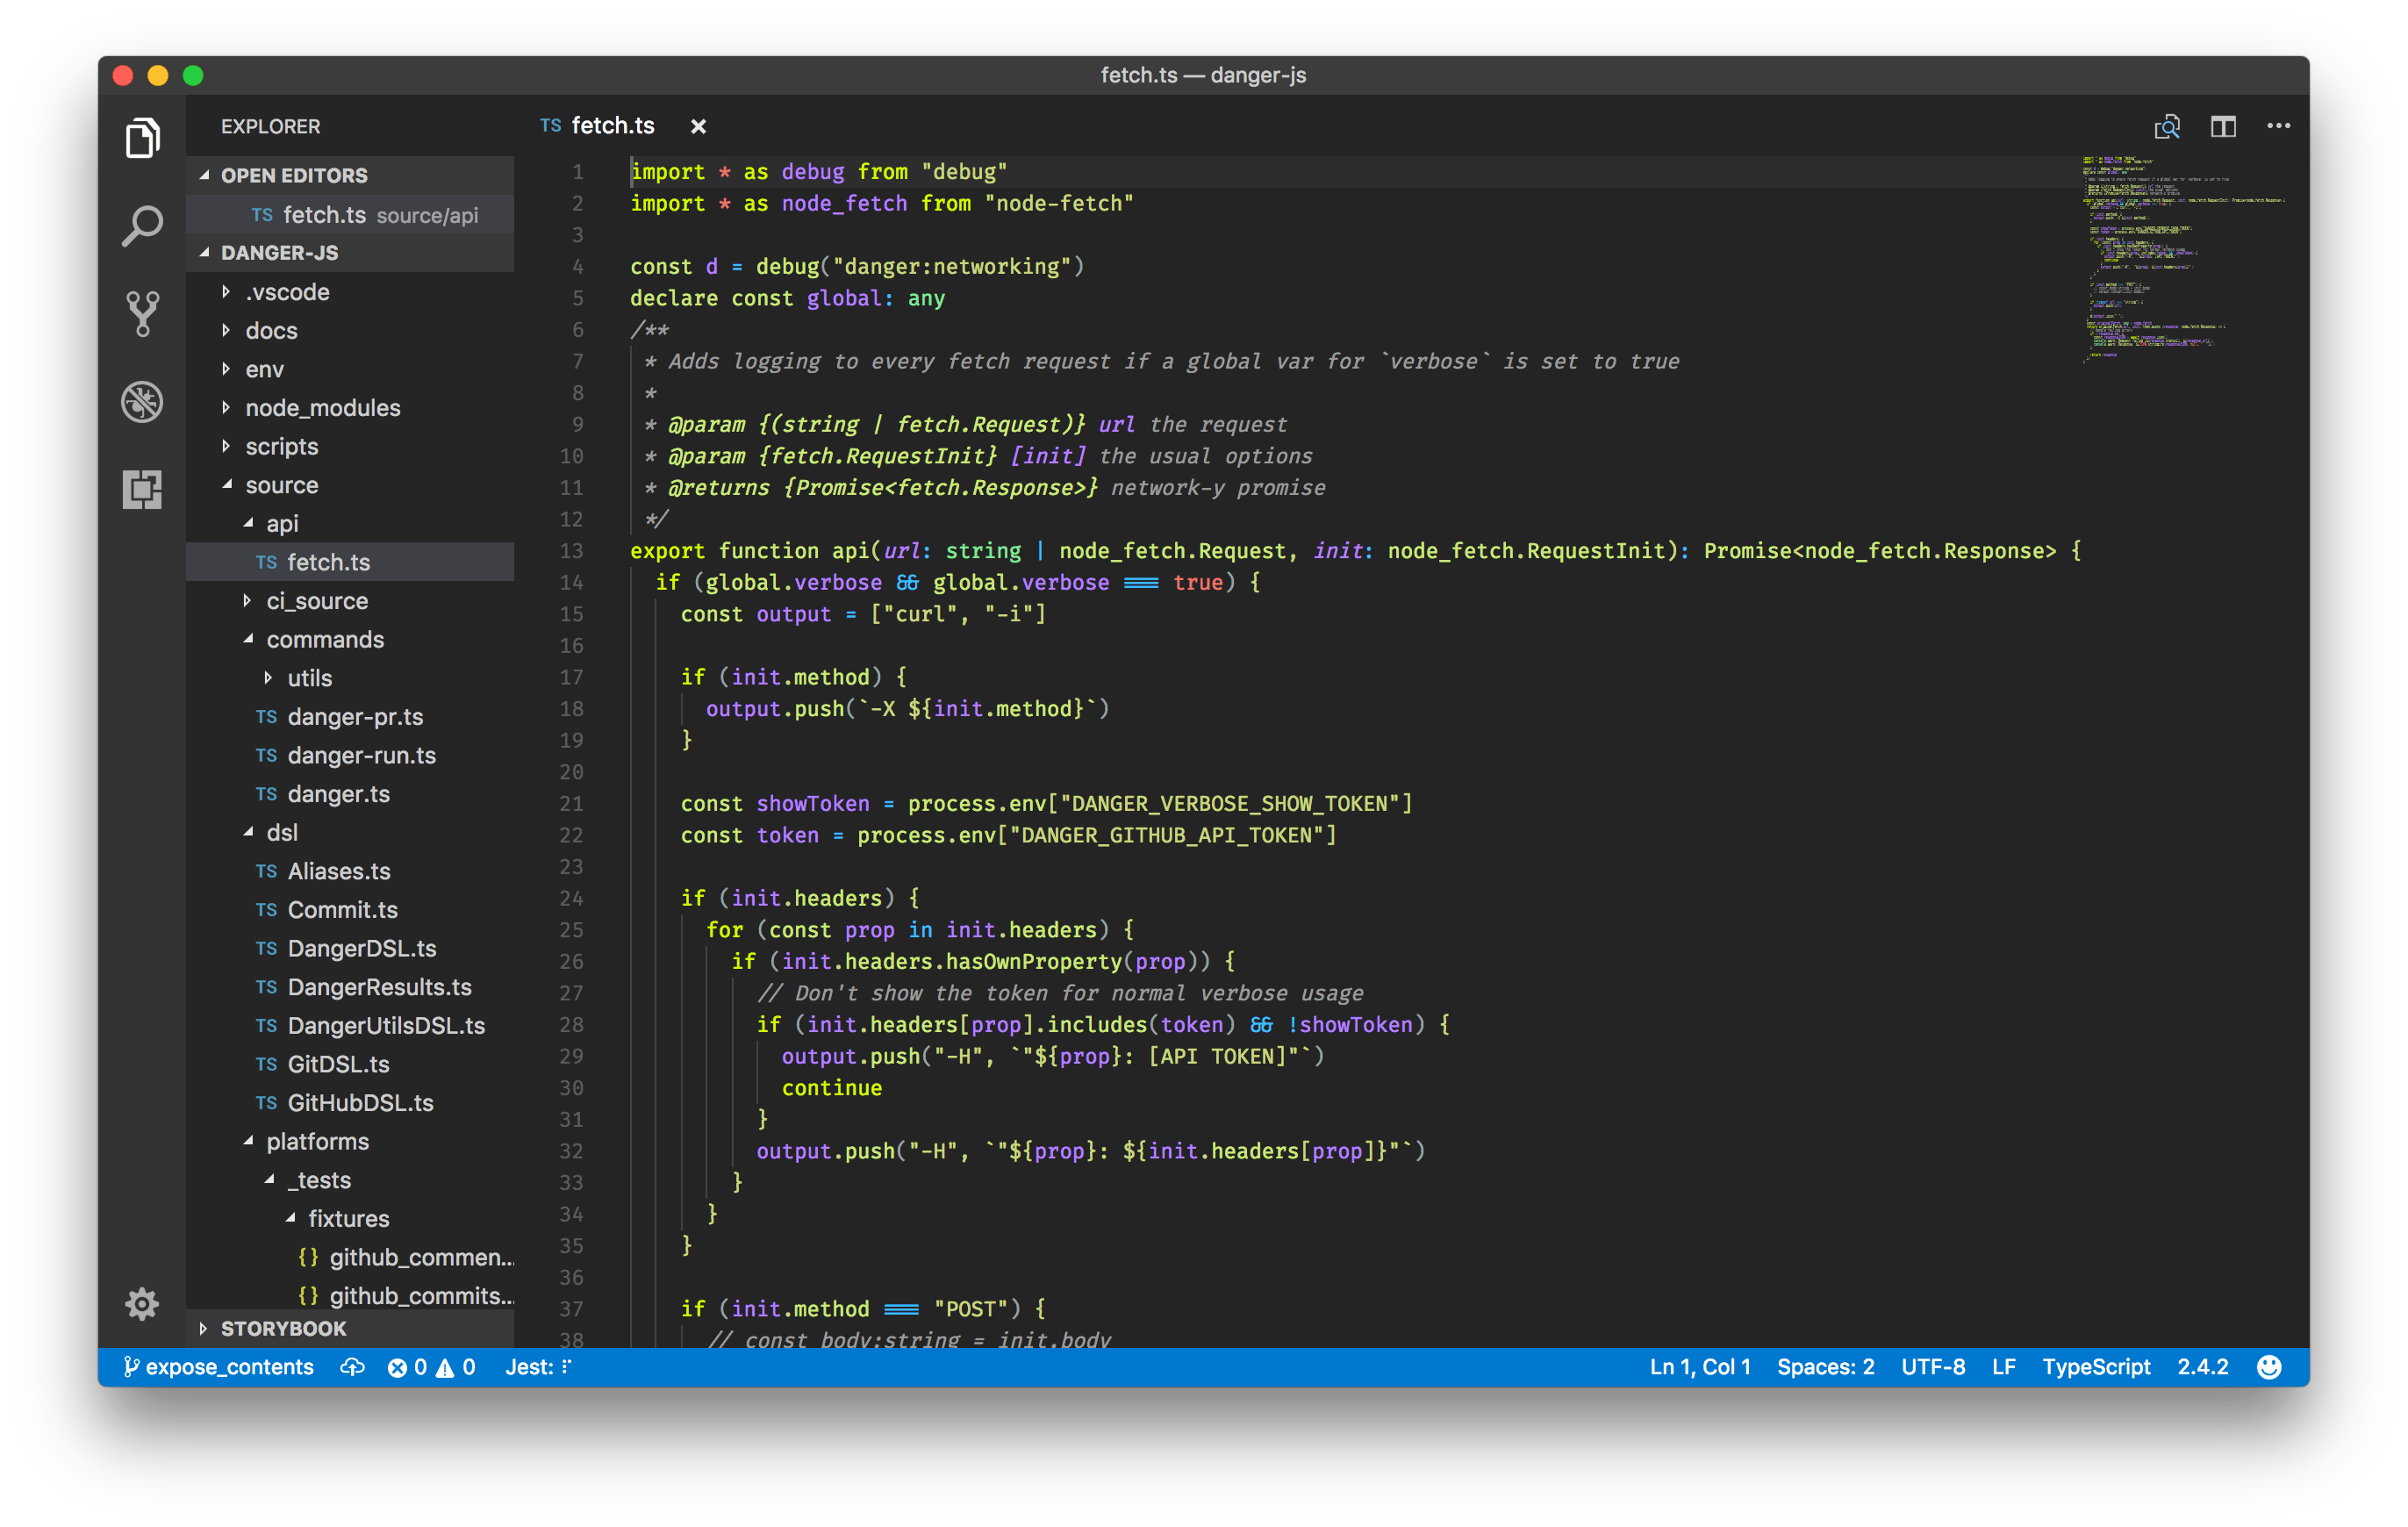 fetch.ts — danger-js
EXPLORER
OPEN EDITORS
TS fetch.ts source/api
DANGER-JS
.vscode
docs
env
node_modules
scripts
source
api
TS fetch.ts
ci_source
commands
utils
TS danger-pr.ts
TS danger-run.ts
TS danger.ts
dsl
TS Aliases.ts
TS Commit.ts
TS DangerDSL.ts
TS DangerResults.ts
TS DangerUtilsDSL.ts
TS GitDSL.ts
TS GitHubDSL.ts
platforms
_tests
fixtures
{} github_commen...
{} github_commits...
STORYBOOK
TS fetch.ts ×
1 import * as debug from "debug"
2 import * as node_fetch from "node-fetch"
3
4 const d = debug("danger:networking")
5 declare const global: any
6 /**
7 * Adds logging to every fetch request if a global var for `verbose` is set to true
8 *
9 * @param {(string | fetch.Request)} url the request
10 * @param {fetch.RequestInit} [init] the usual options
11 * @returns {Promise<fetch.Response>} network-y promise
12 */
13 export function api(url: string | node_fetch.Request, init: node_fetch.RequestInit): Promise<node_fetch.Response> {
14 if (global.verbose && global.verbose === true) {
15 const output = ["curl", "-i"]
16
17 if (init.method) {
18 output.push(`-X ${init.method}`)
19 }
20
21 const showToken = process.env["DANGER_VERBOSE_SHOW_TOKEN"]
22 const token = process.env["DANGER_GITHUB_API_TOKEN"]
23
24 if (init.headers) {
25 for (const prop in init.headers) {
26 if (init.headers.hasOwnProperty(prop)) {
27 // Don't show the token for normal verbose usage
28 if (init.headers[prop].includes(token) && !showToken) {
29 output.push("-H", `"${prop}: [API TOKEN]"`)
30 continue
31 }
32 output.push("-H", `"${prop}: ${init.headers[prop]}"`)
33 }
34 }
35 }
36
37 if (init.method === "POST") {
38 // const body:string = init.body
expose_contents 0 0 Jest: Ln 1, Col 1 Spaces: 2 UTF-8 LF TypeScript 2.4.2